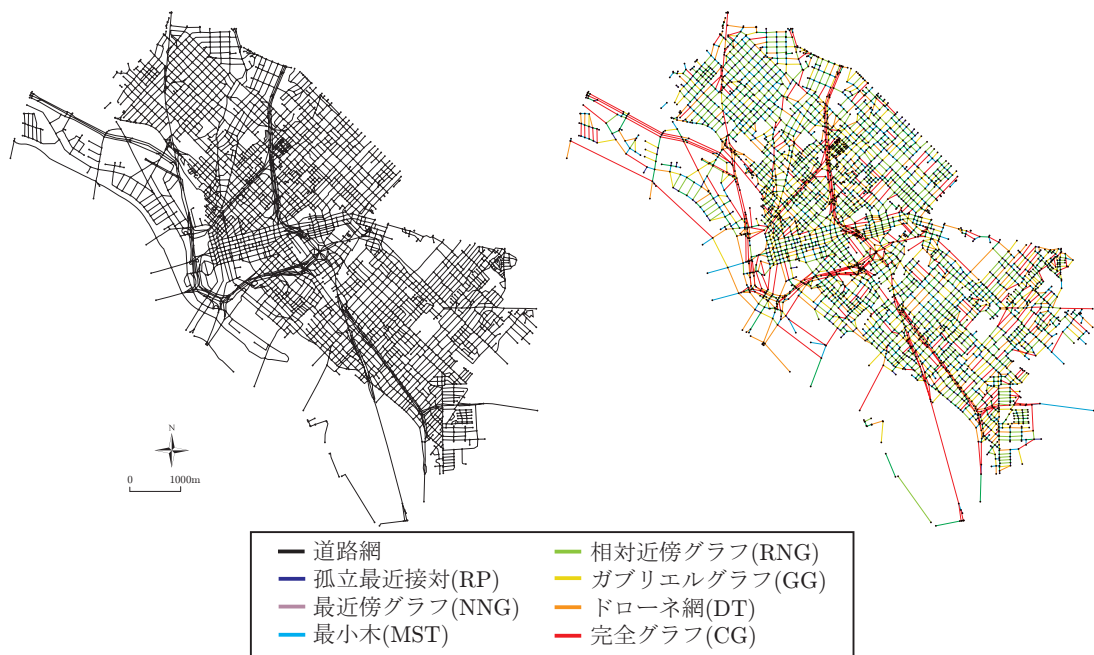 N
0 1000m
道路網
孤立最近接対(RP)
最近傍グラフ(NNG)
最小木(MST)
相対近傍グラフ(RNG)
ガブリエルグラフ(GG)
ドローネ網(DT)
完全グラフ(CG)